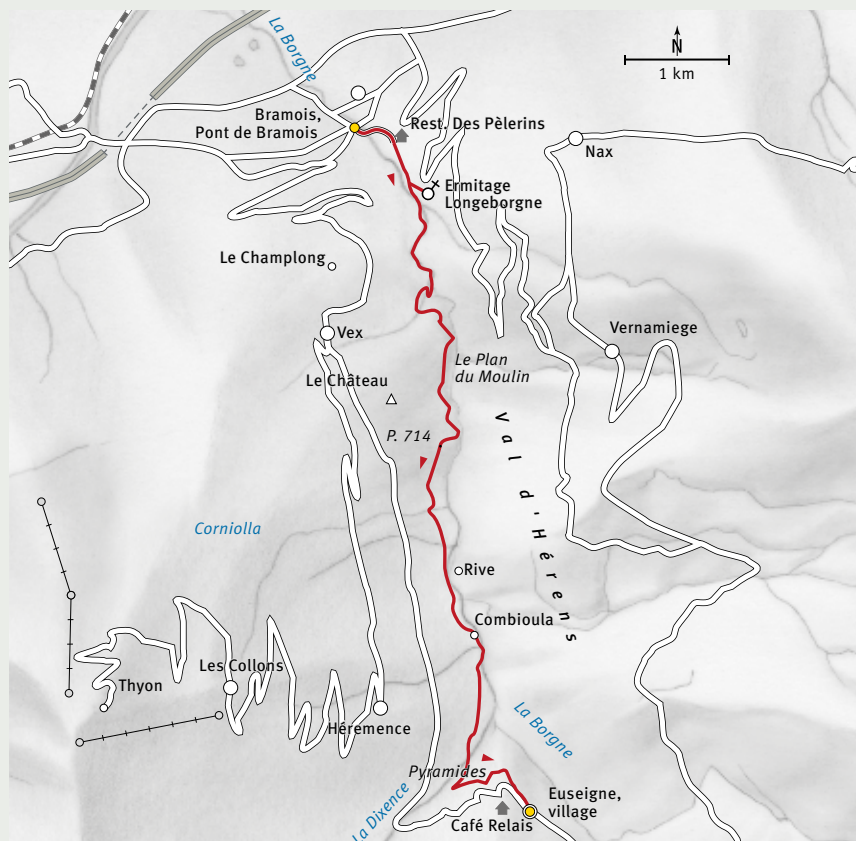 La Borgne
N
1 km
Bramois,
Pont de Bramois
Rest. Des Pèlerins
Nax
Ermitage
Longeborgne
Le Champlong
Vex
Vernamiege
Le Plan
du Moulin
Le Château
P. 714
Val d'Hérens
Corniolla
Rive
Combioula
Les Collons
Thyon
Héremence
La Borgne
Pyramides
La Dixence
Euseigne,
village
Café Relais